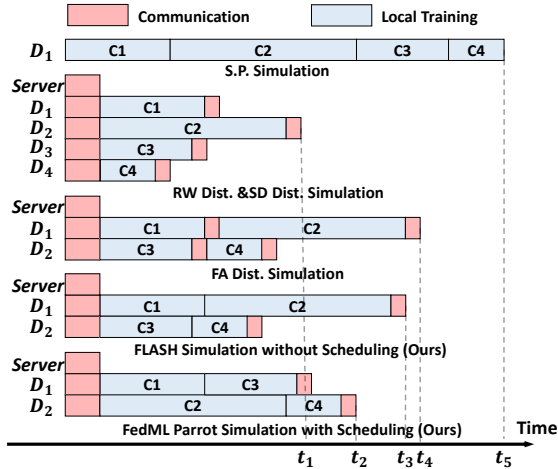 Communication Local Training
D₁ C1 C2 C3 C4
S.P. Simulation
Server
D₁ C1
D₂ C2
D₃ C3
D₄ C4
RW Dist. &SD Dist. Simulation
Server
D₁ C1 C2
D₂ C3 C4
FA Dist. Simulation
Server
D₁ C1 C2
D₂ C3 C4
FLASH Simulation without Scheduling (Ours)
Server
D₁ C1 C3
D₂ C2 C4
FedML Parrot Simulation with Scheduling (Ours)
Time
t₁ t₂ t₃ t₄ t₅